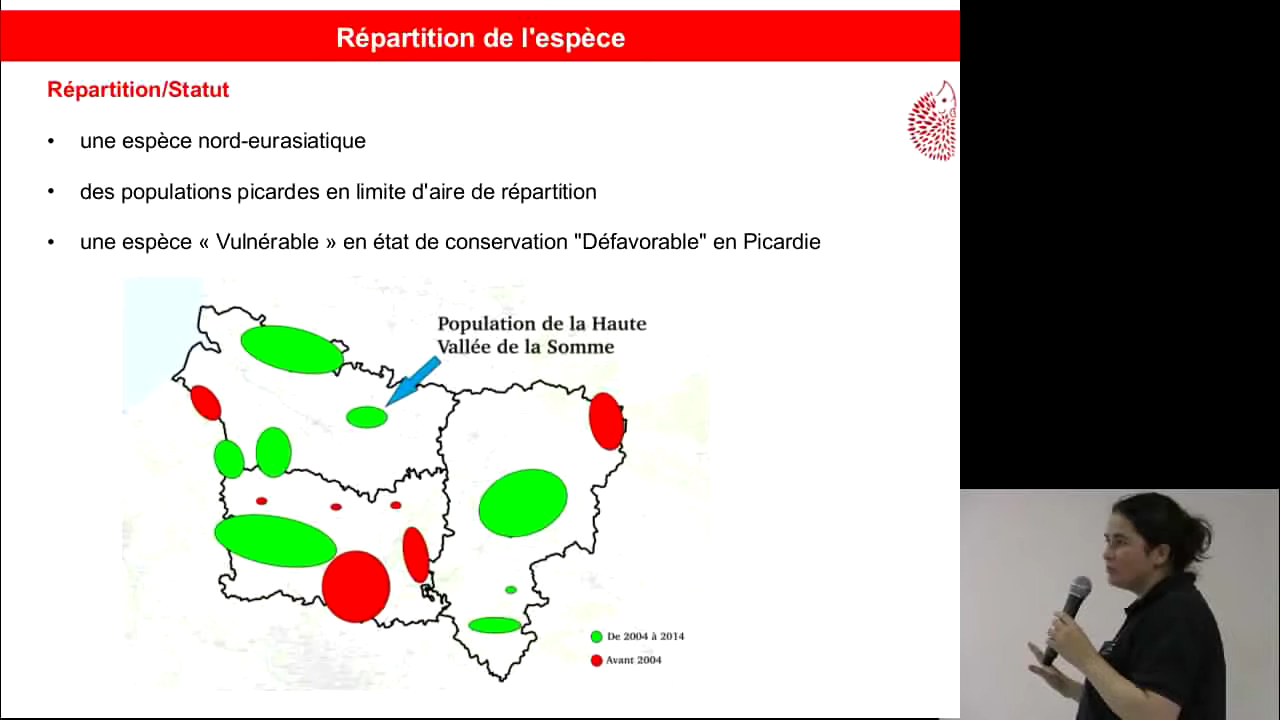 Répartition de l'espèce
Répartition/Statut
• une espèce nord-eurasiatique
• des populations picardes en limite d'aire de répartition
• une espèce « Vulnérable » en état de conservation "Défavorable" en Picardie
Population de la Haute
Vallée de la Somme
De 2004 à 2014
Avant 2004